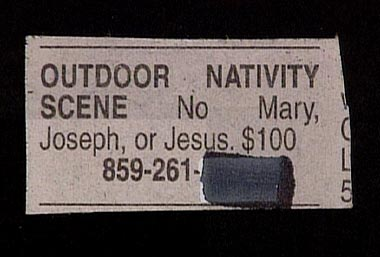 OUTDOOR NATIVITY
SCENE No Mary,
Joseph, or Jesus. $100
859-261-